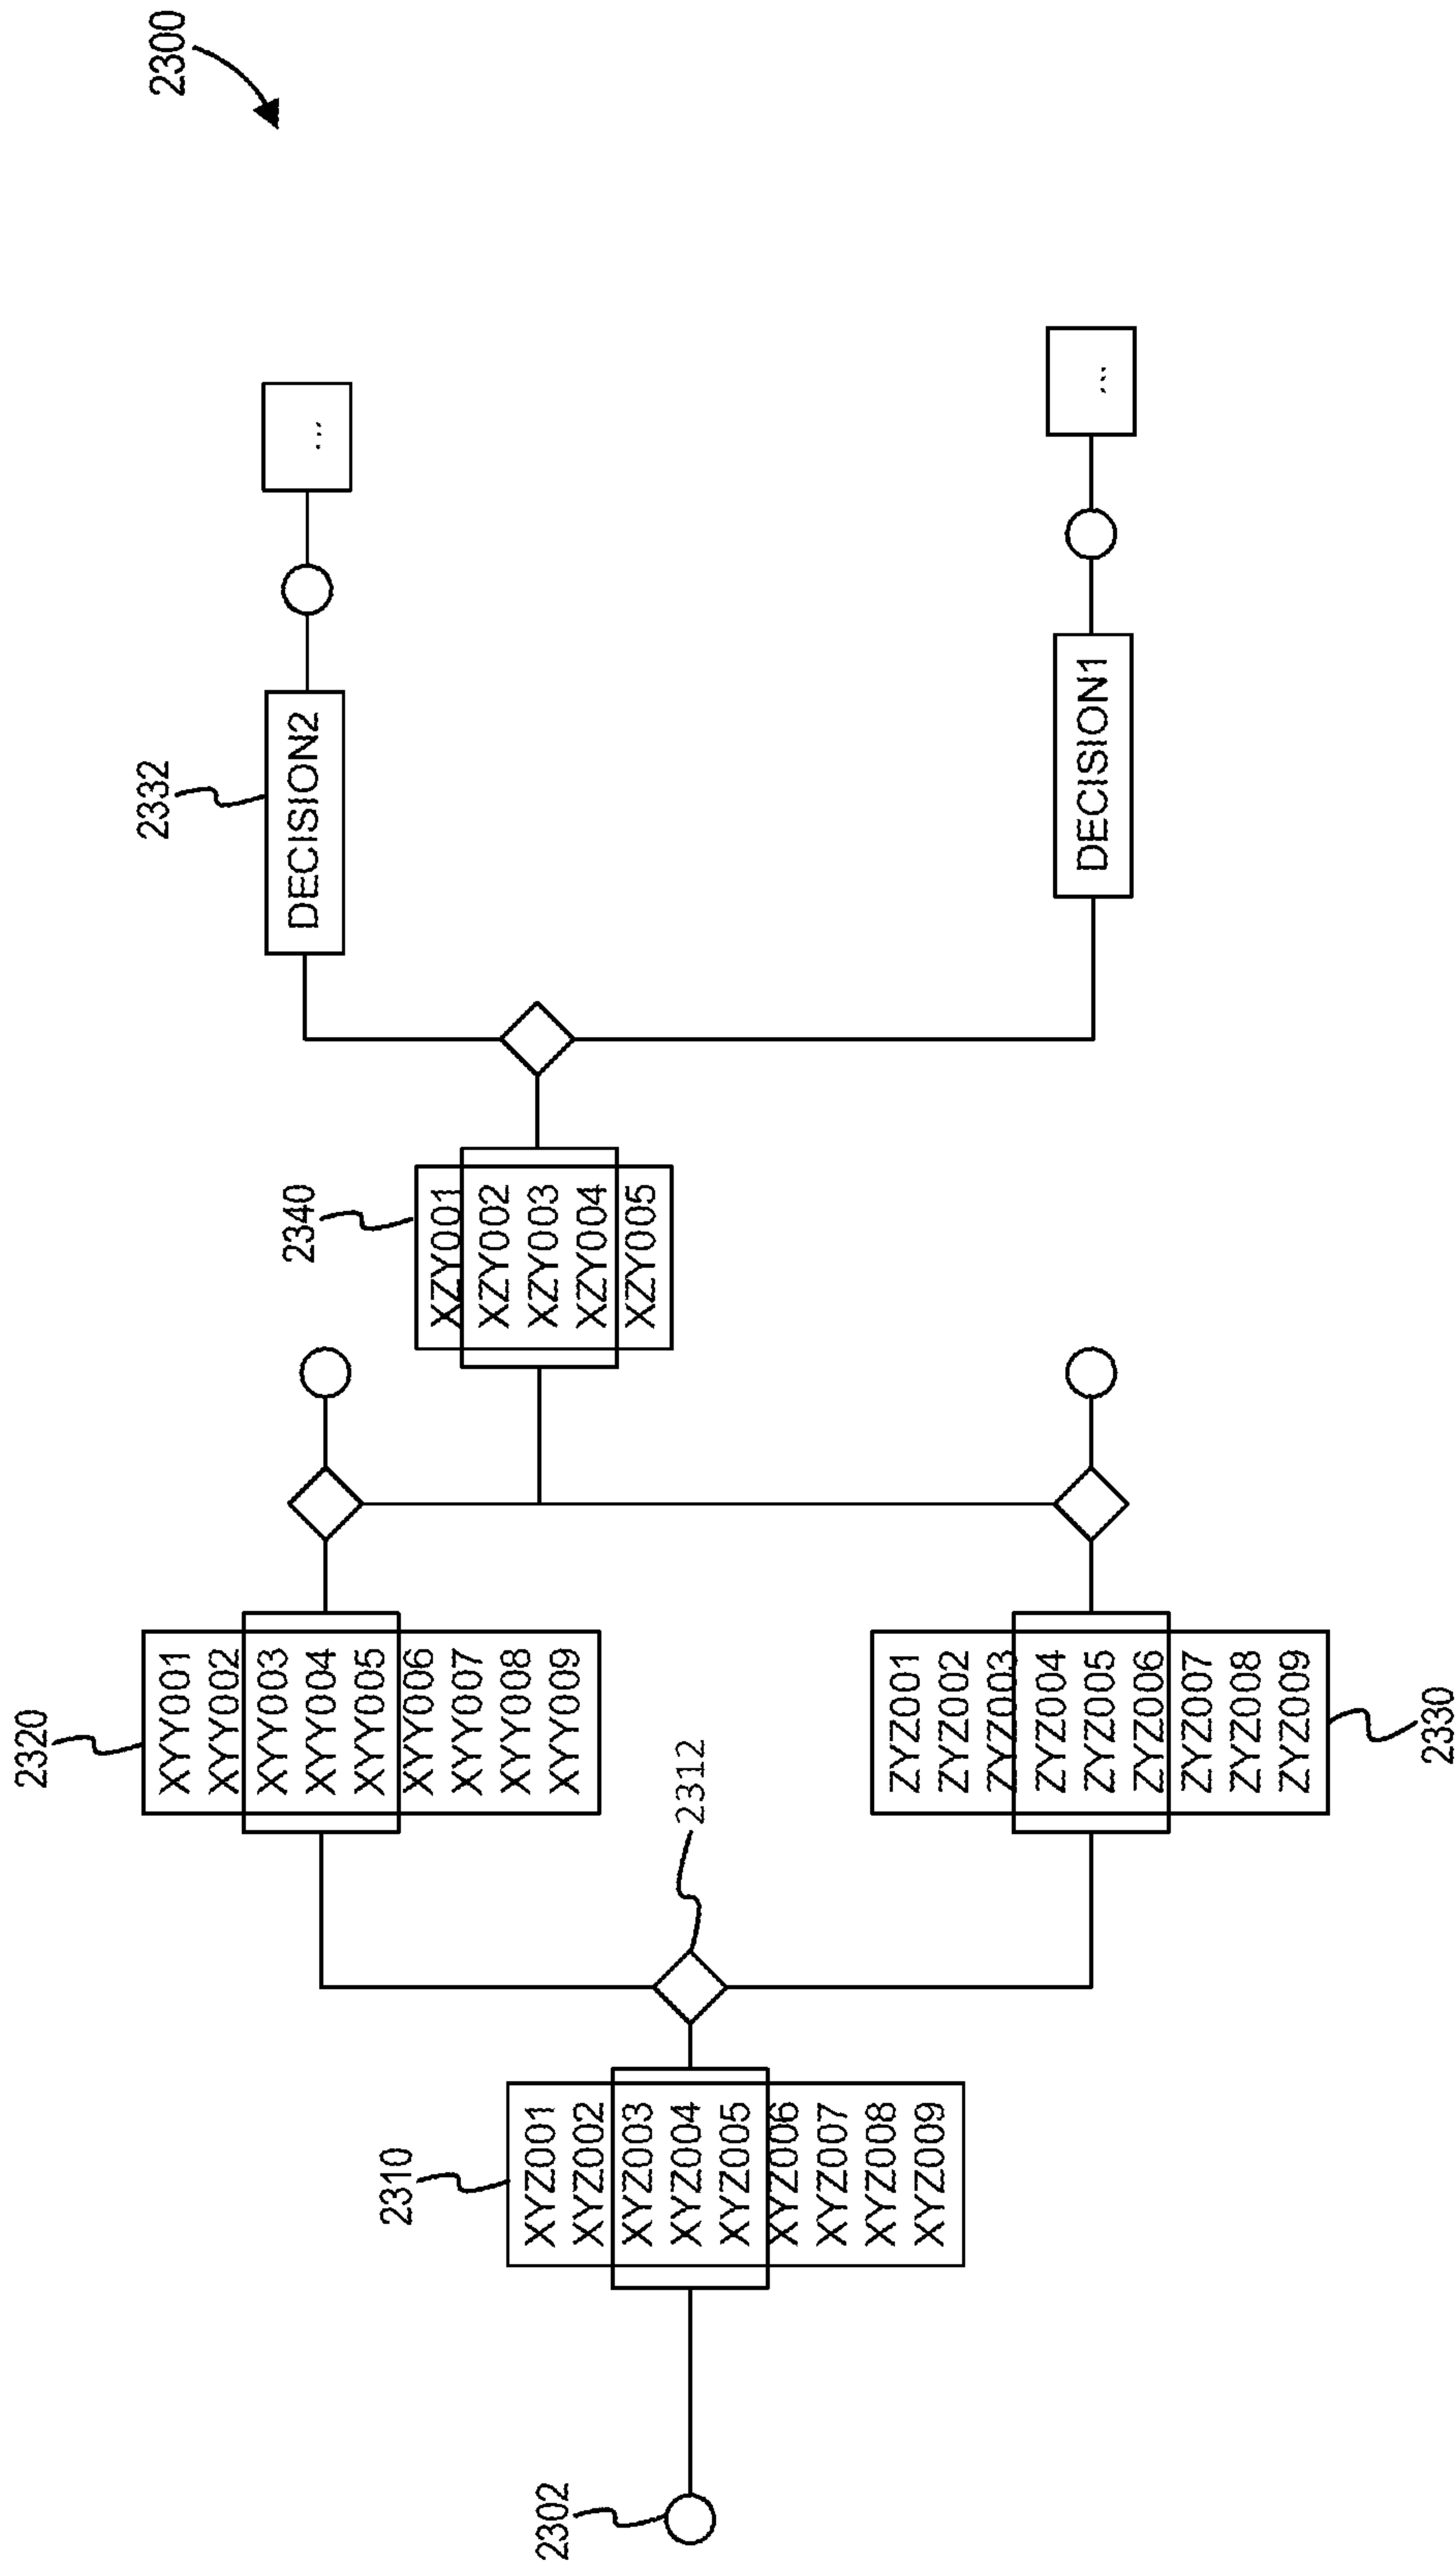 2300
2302
2310
XYZ001
XYZ002
XYZ003
XYZ004
XYZ005
XYZ006
XYZ007
XYZ008
XYZ009
2312
2320
XYY001
XYY002
XYY003
XYY004
XYY005
XYY006
XYY007
XYY008
XYY009
ZYZ001
ZYZ002
ZYZ003
ZYZ004
ZYZ005
ZYZ006
ZYZ007
ZYZ008
ZYZ009
2330
2340
XZY001
XZY002
XZY003
XZY004
XZY005
2332
DECISION2
...
DECISION1
...